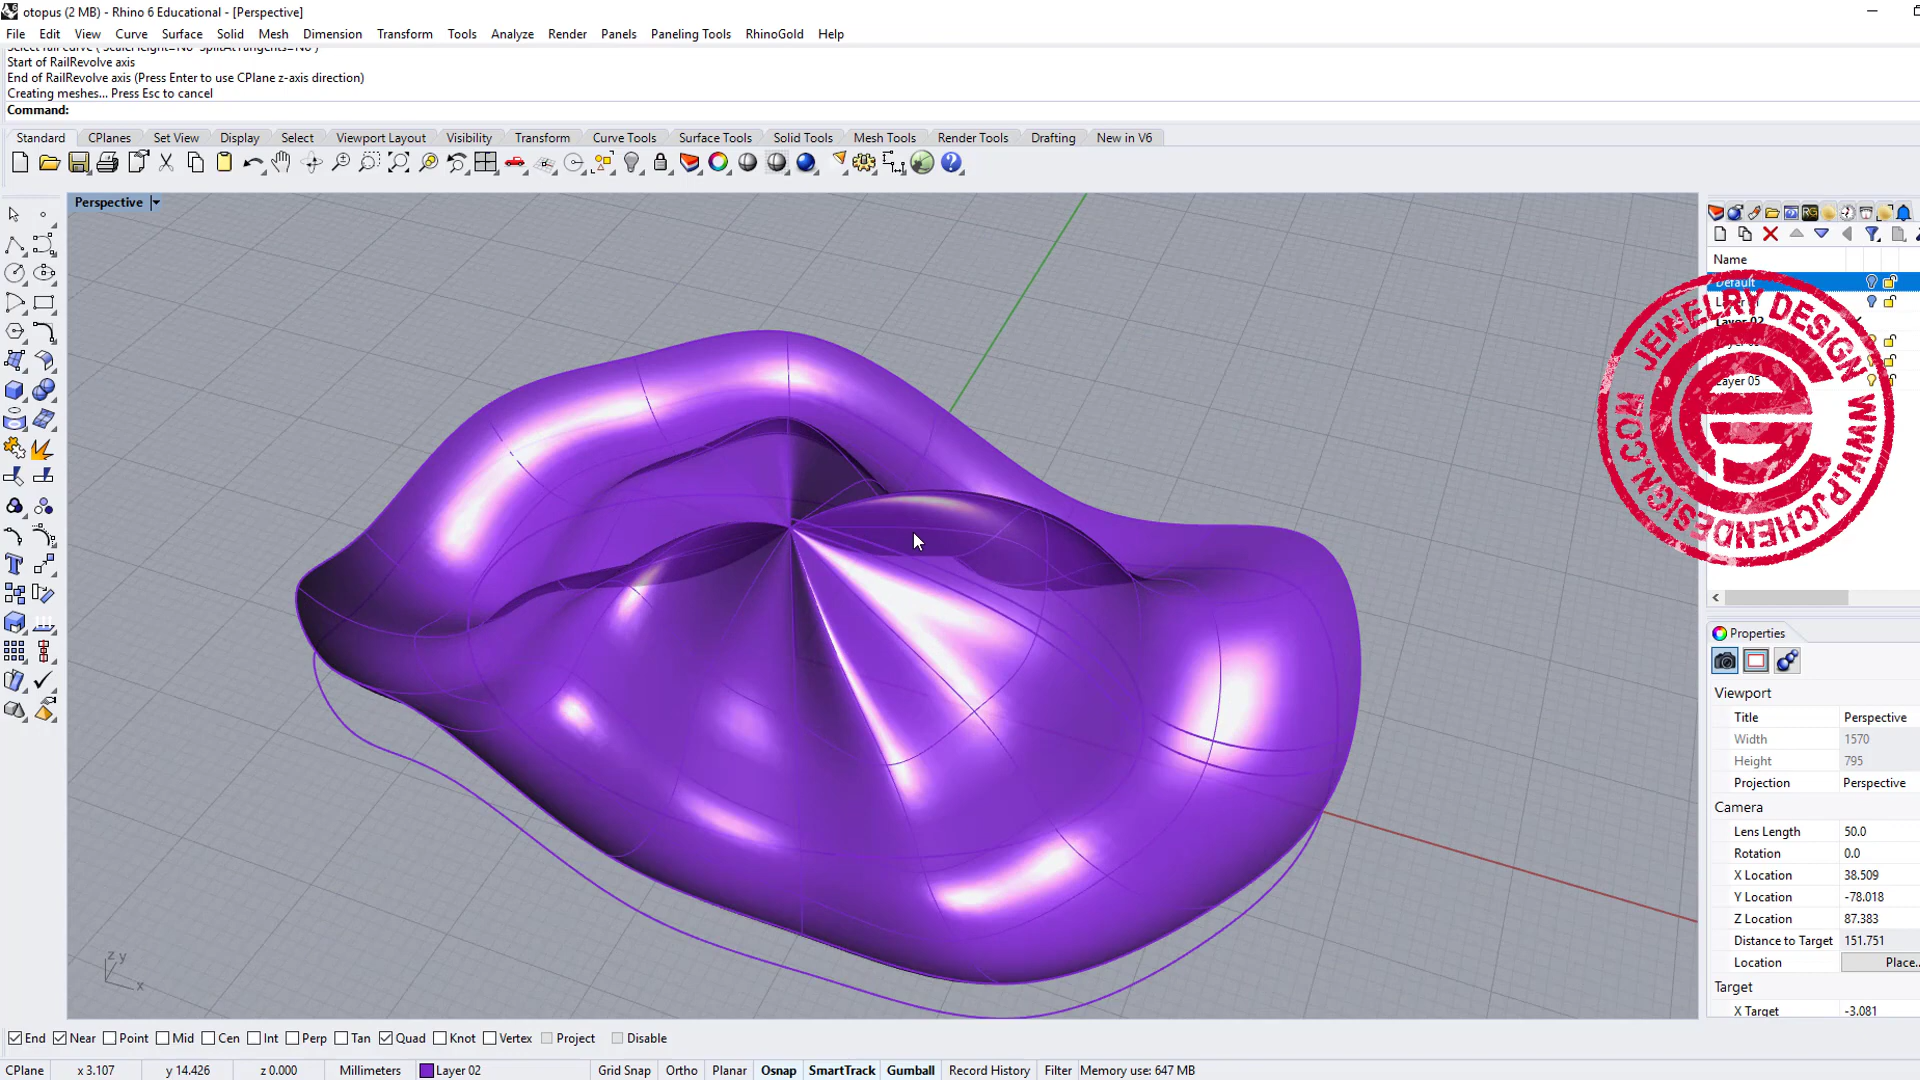 otopus (2 MB) - Rhino 6 Educational - [Perspective]
File Edit View Curve Surface Solid Mesh Dimension Transform Tools Analyze Render Panels Paneling Tools RhinoGold Help
Start of RailRevolve axis
End of RailRevolve axis (Press Enter to use CPlane z-axis direction)
Creating meshes... Press Esc to cancel
Command:
Standard CPlanes Set View Display Select Viewport Layout Visibility Transform Curve Tools Surface Tools Solid Tools Mesh Tools Render Tools Drafting New in V6
Perspective
Name
Default
Layer 02
Layer 05
JEWELRY DESIGN WWW.PJCHENDESIGN.COM
Properties
Viewport
Title Perspective
Width 1570
Height 795
Projection Perspective
Camera
Lens Length 50.0
Rotation 0.0
X Location 38.509
Y Location -78.018
Z Location 87.383
Distance to Target 151.751
Location Place...
Target
X Target -3.081
z y
x
End Near Point Mid Cen Int Perp Tan Quad Knot Vertex Project Disable
CPlane x 3.107 y 14.426 z 0.000 Millimeters Layer 02 Grid Snap Ortho Planar Osnap SmartTrack Gumball Record History Filter Memory use: 647 MB